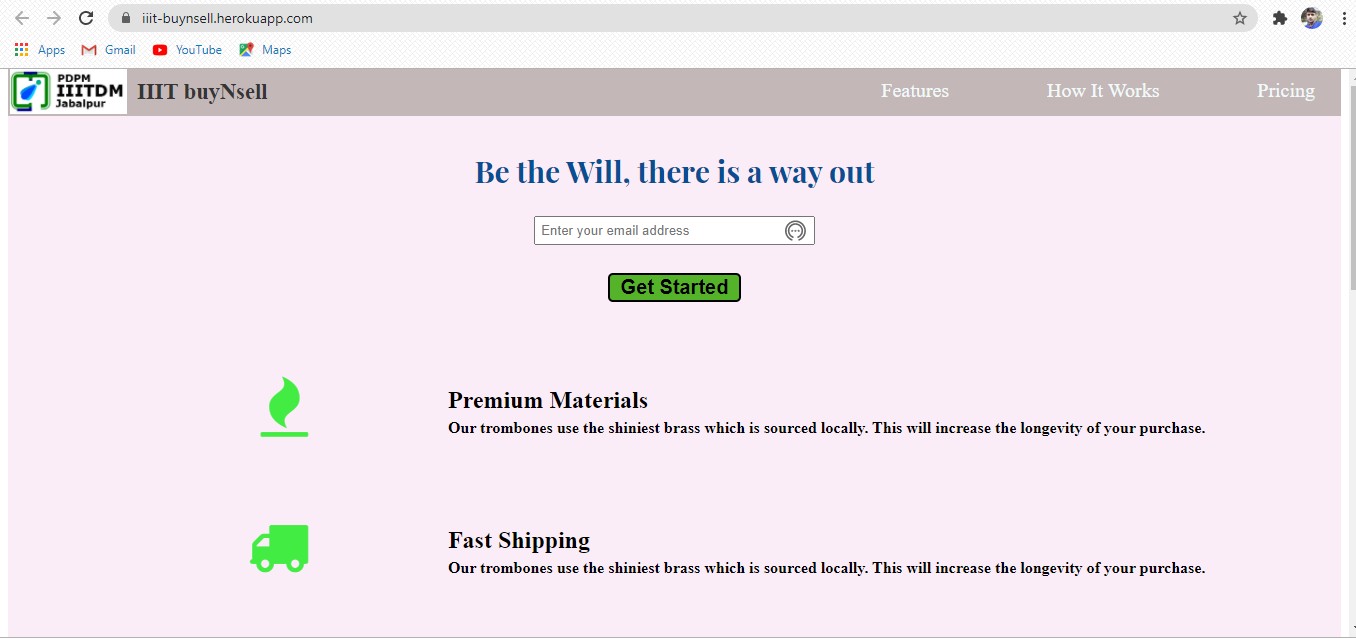 iiit-buynsell.herokuapp.com
Apps Gmail YouTube Maps
PDPM
IIITDM
Jabalpur
IIIT buyNsell Features How It Works Pricing
Be the Will, there is a way out
Enter your email address
Get Started
Premium Materials
Our trombones use the shiniest brass which is sourced locally. This will increase the longevity of your purchase.
Fast Shipping
Our trombones use the shiniest brass which is sourced locally. This will increase the longevity of your purchase.